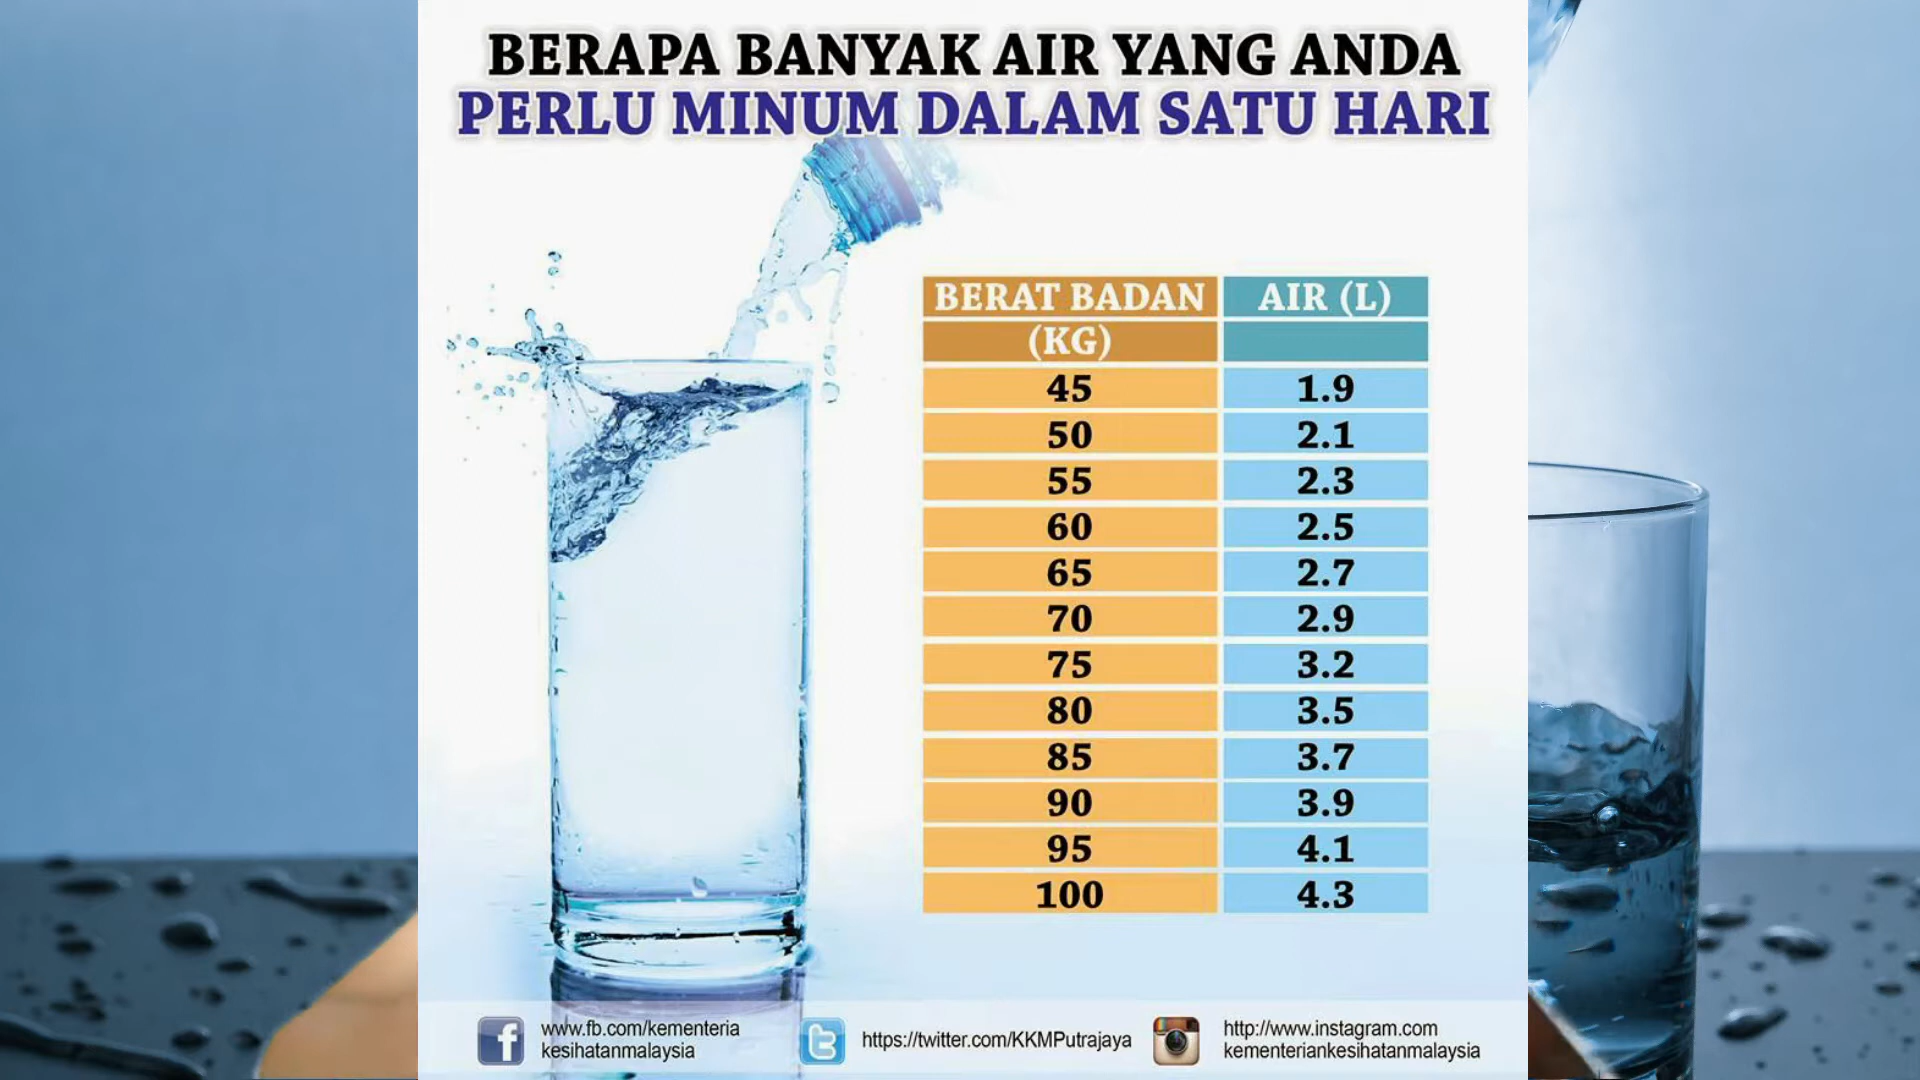 BERAPA BANYAK AIR YANG ANDA
PERLU MINUM DALAM SATU HARI
BERAT BADAN AIR (L)
(KG)
45 1.9
50 2.1
55 2.3
60 2.5
65 2.7
70 2.9
75 3.2
80 3.5
85 3.7
90 3.9
95 4.1
100 4.3
www.fb.com/kementeria
kesihatanmalaysia
https://twitter.com/KKMPutrajaya
http://www.instagram.com
kementeriankesihatanmalaysia